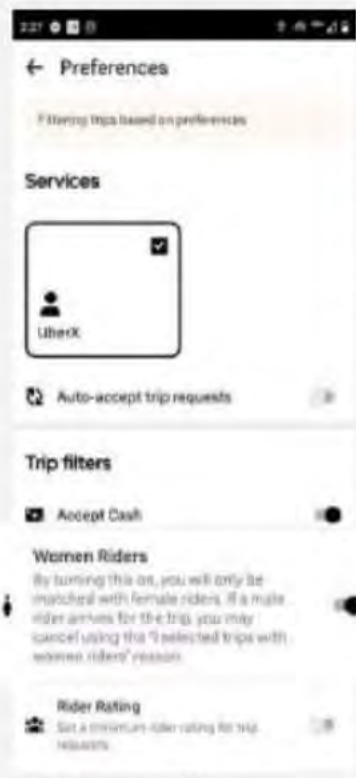 Preferences
Filtering trips based on preferences
Services
UberX
Auto-accept trip requests
Trip filters
Accept Cash
Women Riders
By turning this on, you will only be
matched with female riders. If a male
rider arrives for the trip, you may
cancel using the "I selected trips with
women riders" reason.
Rider Rating
Set a minimum rider rating for trip
requests